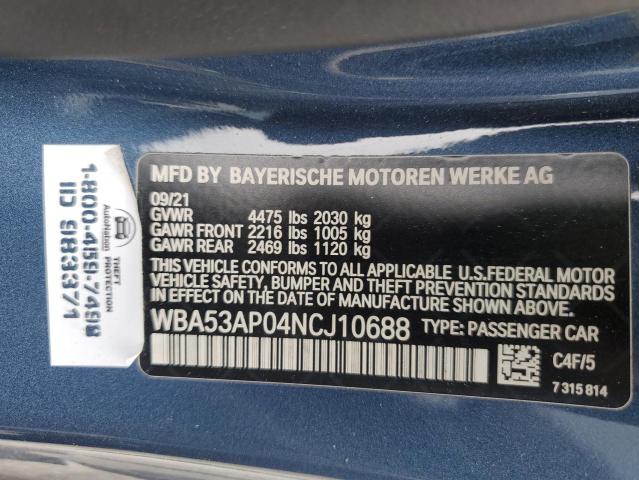 MFD BY BAYERISCHE MOTOREN WERKE AG
09/21
GVWR 4475 lbs 2030 kg
GAWR FRONT 2216 lbs 1005 kg
GAWR REAR 2469 lbs 1120 kg
THIS VEHICLE CONFORMS TO ALL APPLICABLE U.S. FEDERAL MOTOR
VEHICLE SAFETY, BUMPER AND THEFT PREVENTION STANDARDS IN
EFFECT ON THE DATE OF MANUFACTURE SHOWN ABOVE.
WBA53AP04NCJ10688 TYPE: PASSENGER CAR
C4F/5
7 315 814
THEFT
PROTECTION
AutoNation
1-800-459-7498
ID 983371